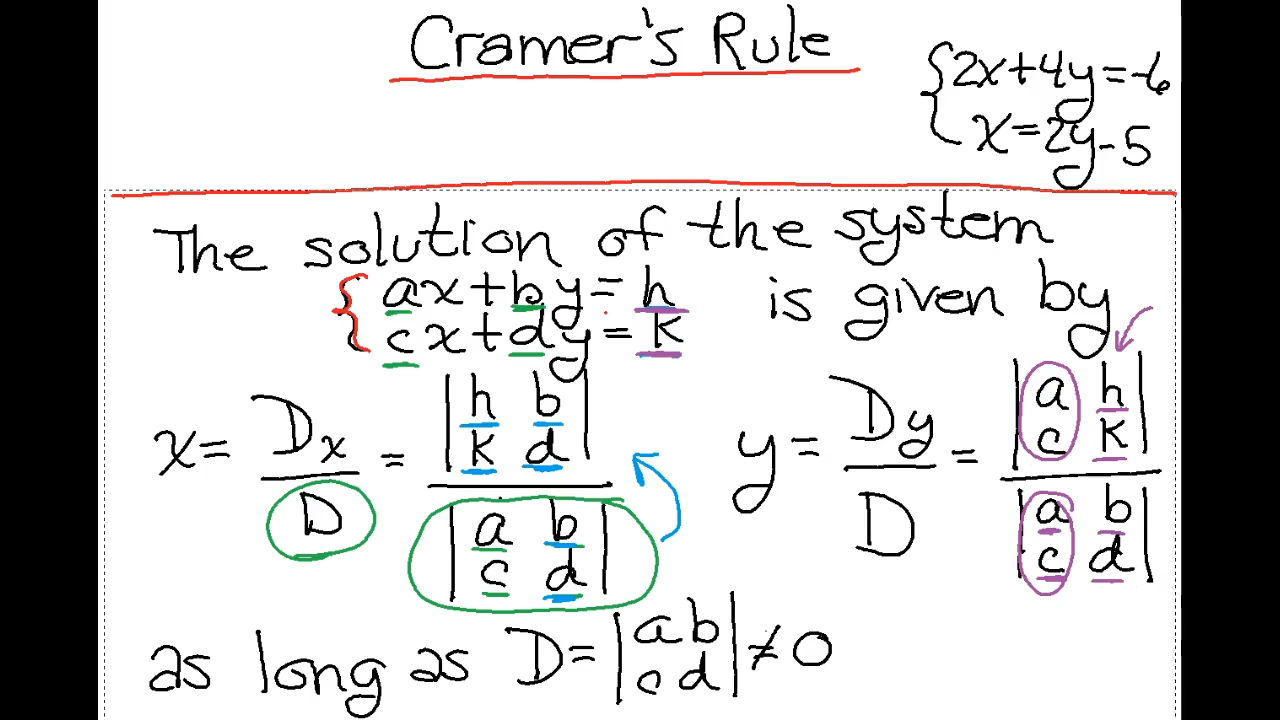 Cramer's Rule
2x+4y=-6
x=2y-5
The solution of the system
ax+by=h
cx+dy=k
is given by
x = Dx/D = |h b; k d| / |a b; c d|
y = Dy/D = |a h; c k| / |a b; c d|
as long as D = |a b; c d| ≠ 0